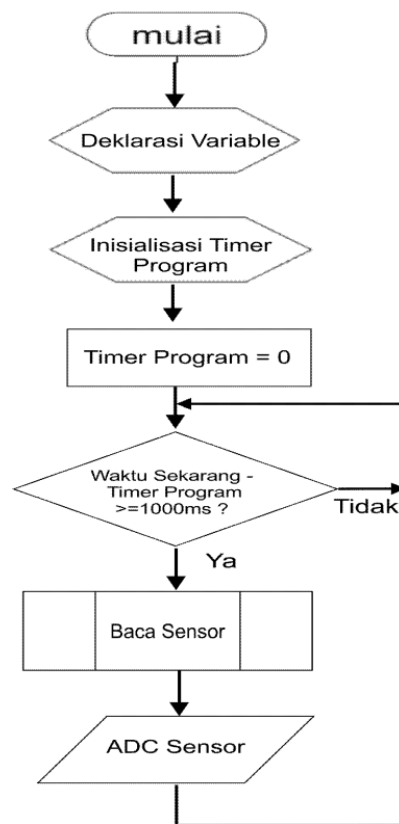 mulai
Deklarasi Variable
Inisialisasi Timer
Program
Timer Program = 0
Waktu Sekarang -
Timer Program
>=1000ms ?
Tidak
Ya
Baca Sensor
ADC Sensor